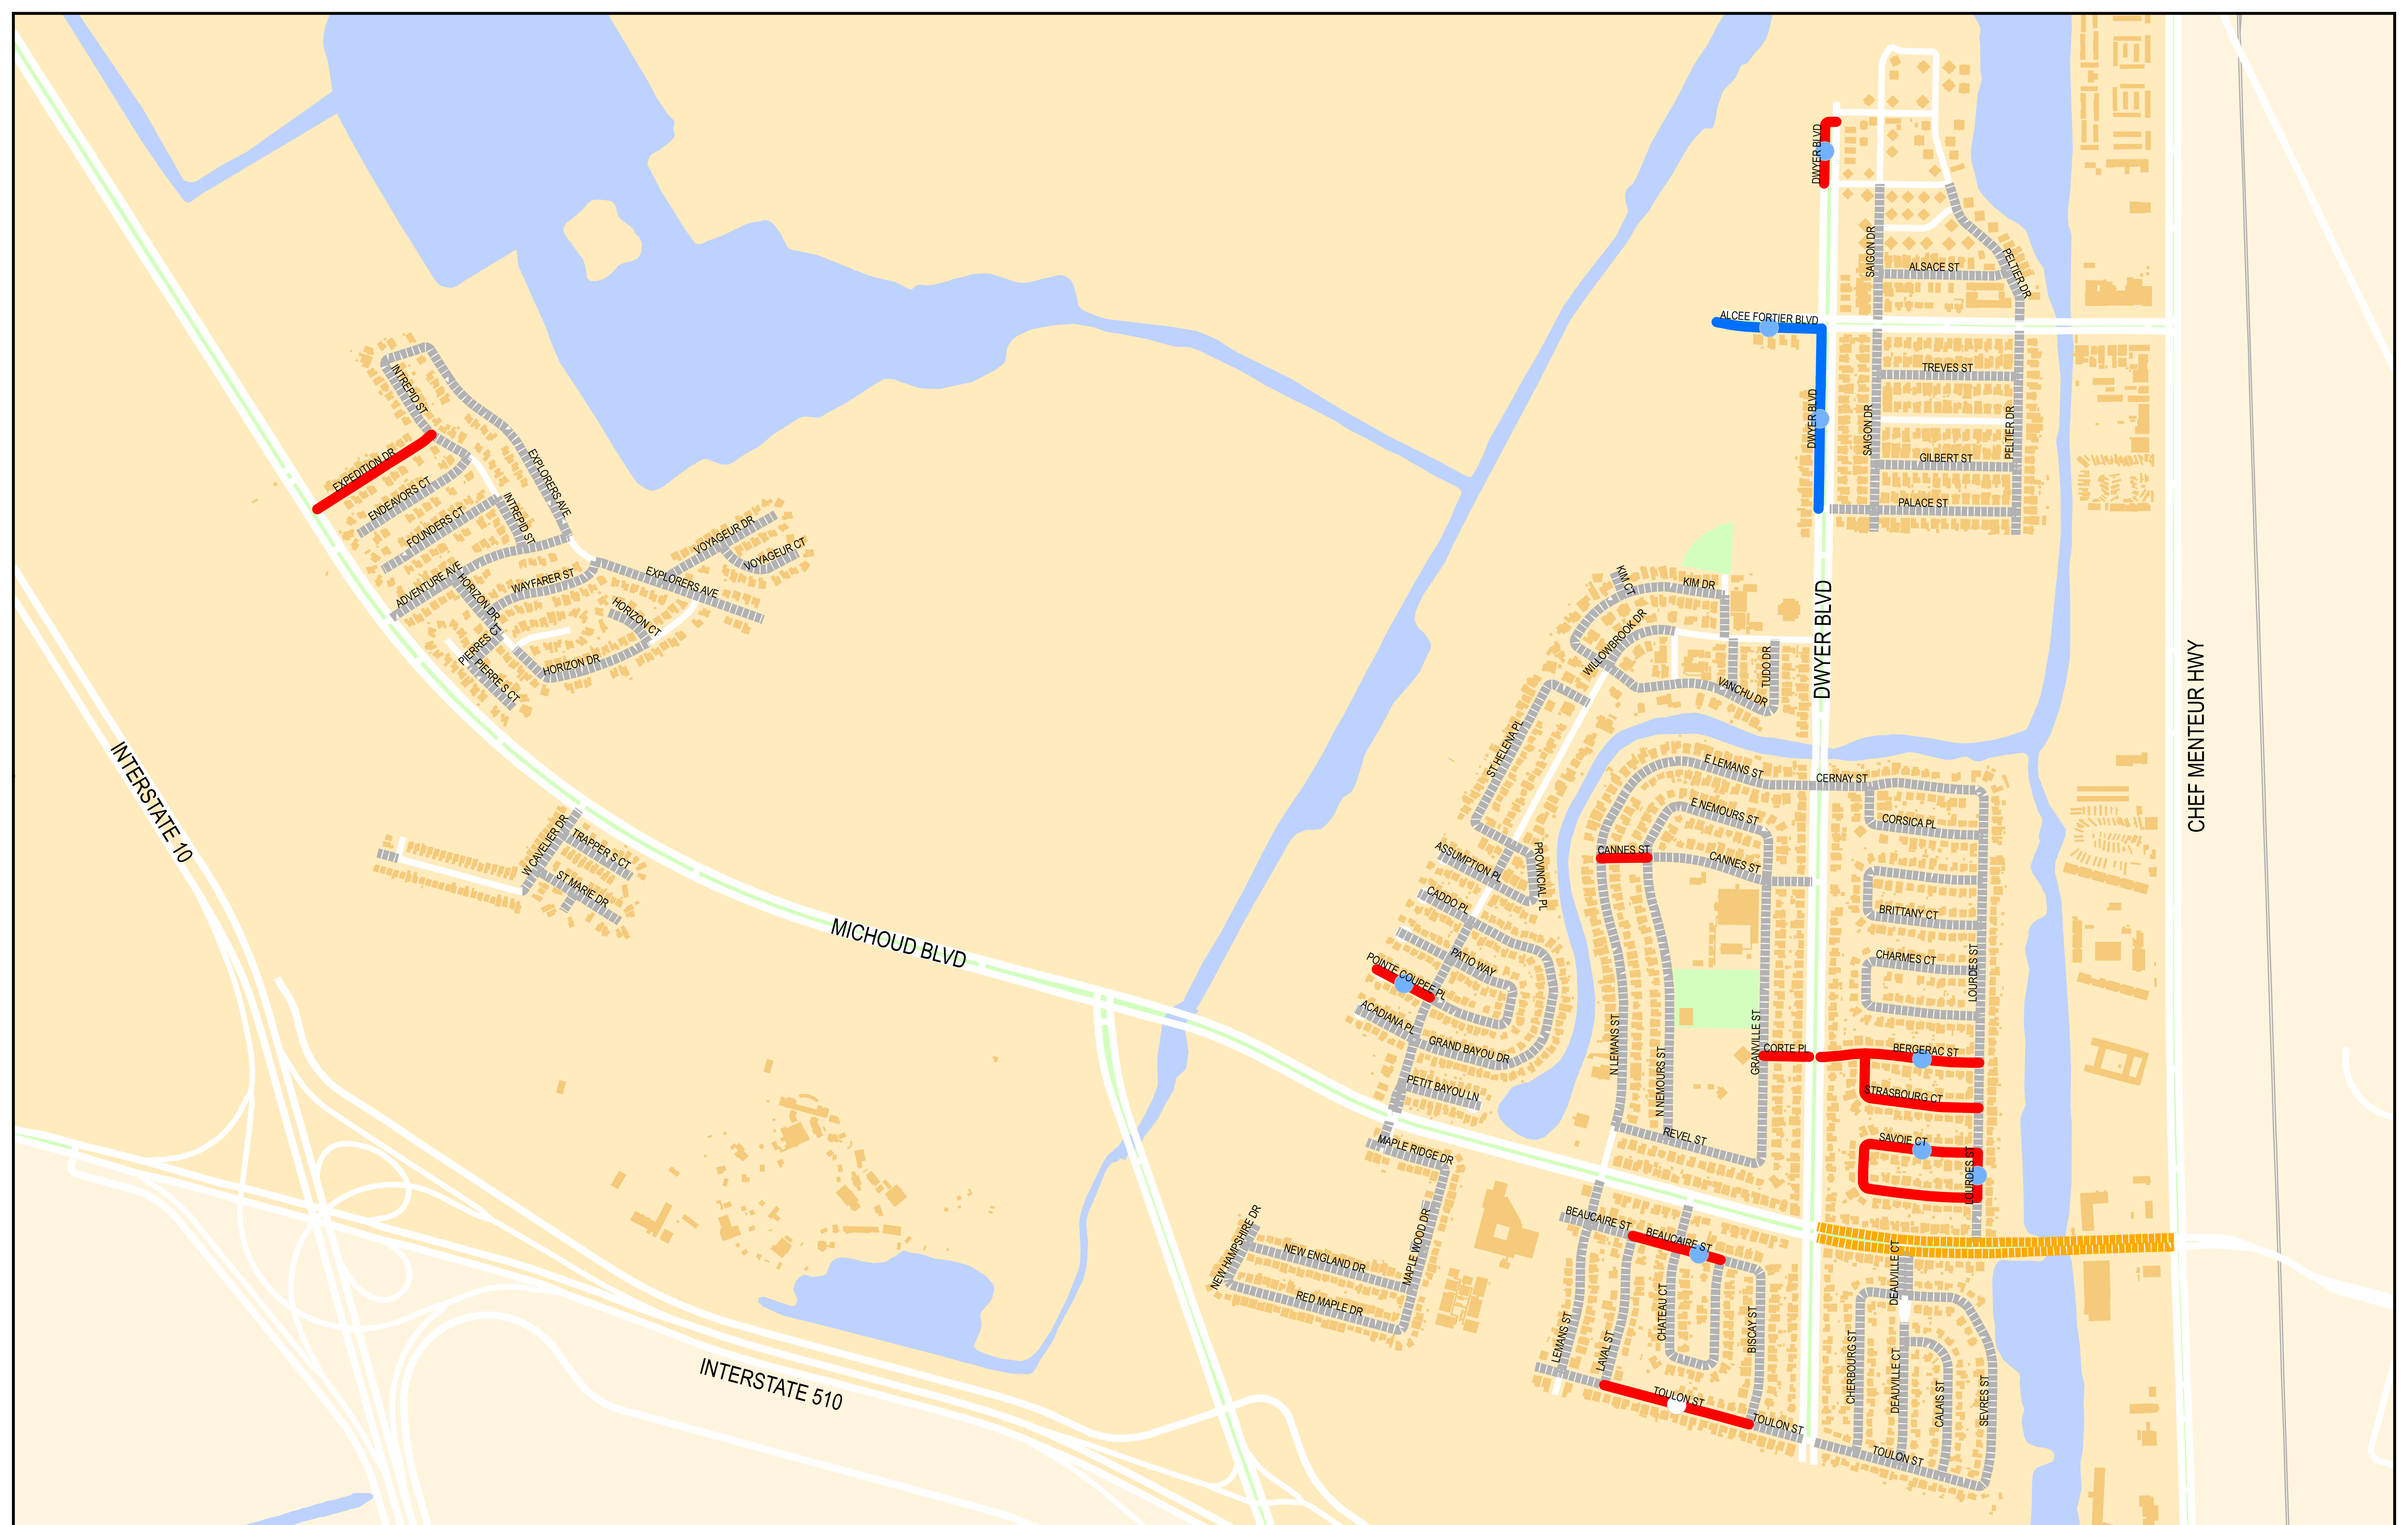 DWYER BLVD
SAIGON DR
ALSACE ST
PELTIER DR
ALCEE FORTIER BLVD
TREVES ST
DWYER BLVD
SAIGON DR
PELTIER DR
GILBERT ST
PALACE ST
INTREPID ST
EXPEDITION DR
ENDEAVORS CT
FOUNDERS CT
INTREPID ST
EXPLORERS AVE
VOYAGEUR DR
VOYAGEUR CT
ADVENTURE AVE
HORIZON DR
WAYFARER ST
EXPLORERS AVE
HORIZON CT
PIERRES CT
PIERRE S CT
HORIZON DR
KIM CT
KIM DR
WILLOWBROOK DR
VANCHU DR
TUDO DR
DWYER BLVD
CHEF MENTEUR HWY
INTERSTATE 10
ST HELENA PL
E LEMANS ST
CERNAY ST
E NEMOURS ST
CORSICA PL
W CAVELIER DR
TRAPPER S CT
ST MARIE DR
ASSUMPTION PL
PROVINCIAL PL
CANNES ST
CANNES ST
CADDO PL
BRITTANY CT
MICHOUD BLVD
PATIO WAY
POINTE COUPEE PL
CHARMES CT
LOURDES ST
ACADIANA PL
GRAND BAYOU DR
N LEMANS ST
GRANVILLE ST
CORTE PL
BERGERAC ST
PETIT BAYOU LN
N NEMOURS ST
STRASBOURG CT
MAPLE RIDGE DR
REVEL ST
SAVOIE CT
LOURDES ST
NEW HAMPSHIRE DR
NEW ENGLAND DR
MAPLE WOOD DR
BEAUCAIRE ST
BEAUCAIRE ST
DEAUVILLE CT
RED MAPLE DR
LEMANS ST
LAVAL ST
CHATEAU CT
BISCAY ST
CHERBOURG ST
DEAUVILLE CT
CALAIS ST
SEVRES ST
INTERSTATE 510
TOULON ST
TOULON ST
TOULON ST